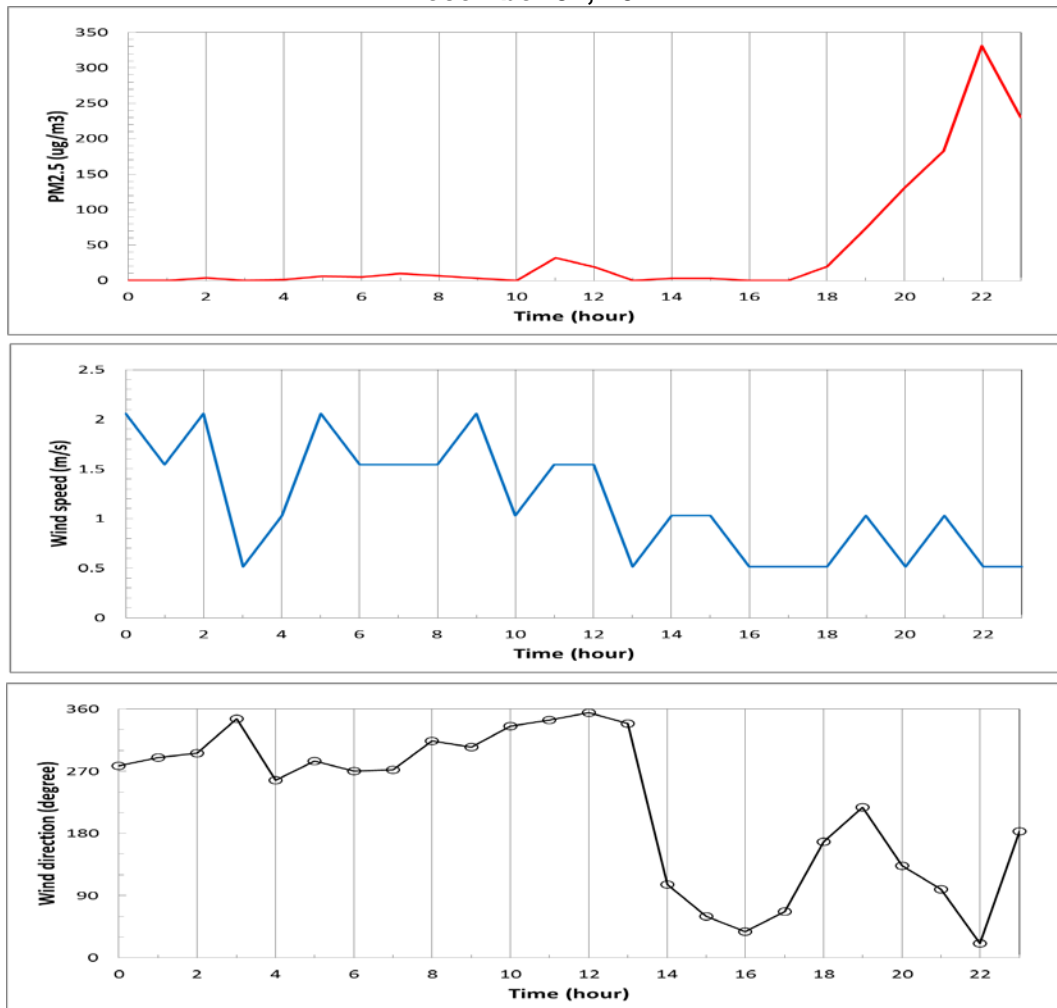 350
300
250
200
150
100
50
0
PM2.5 (ug/m3)
0 2 4 6 8 10 12 14 16 18 20 22
Time (hour)
2.5
2
1.5
1
0.5
0
Wind speed (m/s)
0 2 4 6 8 10 12 14 16 18 20 22
Time (hour)
360
270
180
90
0
Wind direction (degree)
0 2 4 6 8 10 12 14 16 18 20 22
Time (hour)